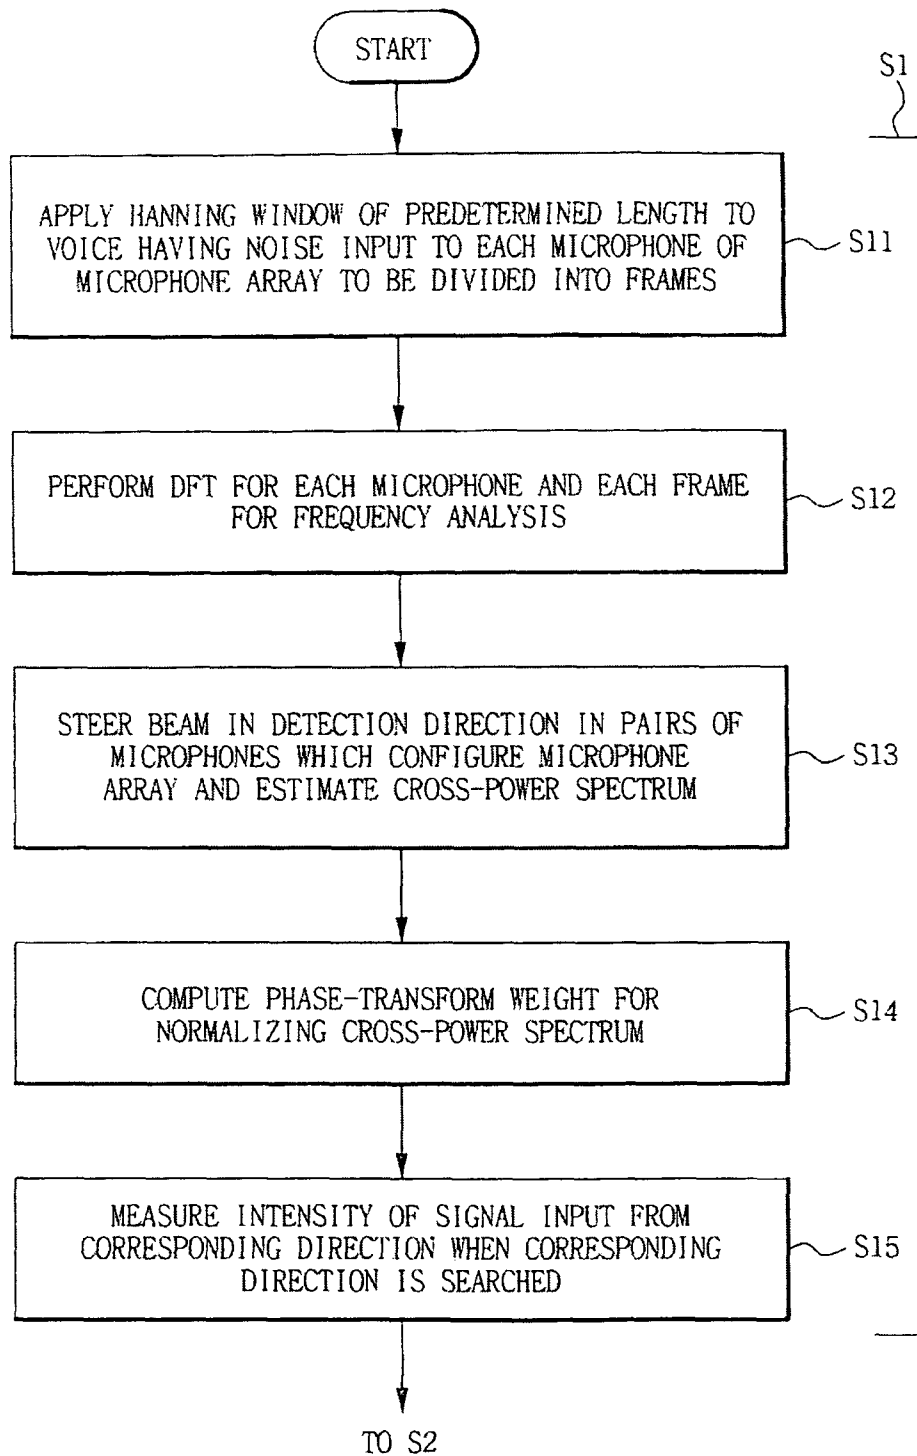 START
S1
APPLY HANNING WINDOW OF PREDETERMINED LENGTH TO
VOICE HAVING NOISE INPUT TO EACH MICROPHONE OF
MICROPHONE ARRAY TO BE DIVIDED INTO FRAMES
S11
PERFORM DFT FOR EACH MICROPHONE AND EACH FRAME
FOR FREQUENCY ANALYSIS
S12
STEER BEAM IN DETECTION DIRECTION IN PAIRS OF
MICROPHONES WHICH CONFIGURE MICROPHONE
ARRAY AND ESTIMATE CROSS-POWER SPECTRUM
S13
COMPUTE PHASE-TRANSFORM WEIGHT FOR
NORMALIZING CROSS-POWER SPECTRUM
S14
MEASURE INTENSITY OF SIGNAL INPUT FROM
CORRESPONDING DIRECTION WHEN CORRESPONDING
DIRECTION IS SEARCHED
S15
TO S2